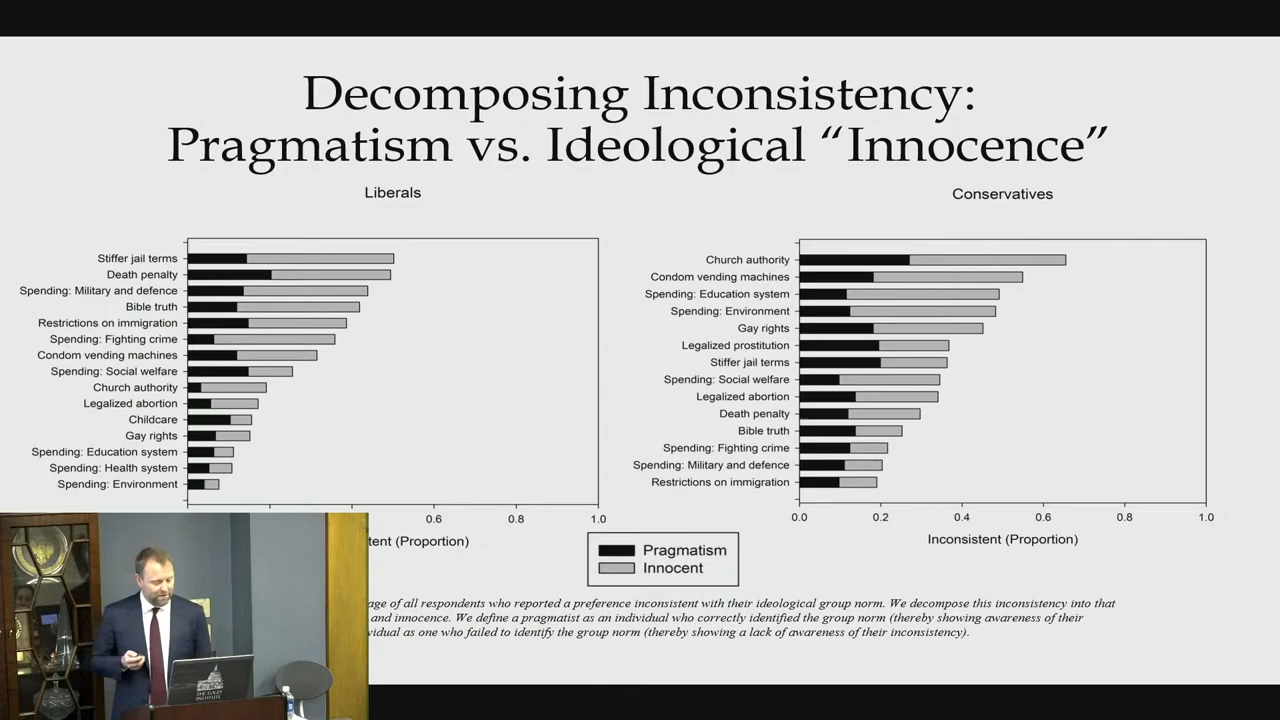 Decomposing Inconsistency:
Pragmatism vs. Ideological “Innocence”
Liberals
Stiffer jail terms
Death penalty
Spending: Military and defence
Bible truth
Restrictions on immigration
Spending: Fighting crime
Condom vending machines
Spending: Social welfare
Church authority
Legalized abortion
Childcare
Gay rights
Spending: Education system
Spending: Health system
Spending: Environment
0.6 0.8 1.0
(Proportion)
Conservatives
Church authority
Condom vending machines
Spending: Education system
Spending: Environment
Gay rights
Legalized prostitution
Stiffer jail terms
Spending: Social welfare
Legalized abortion
Death penalty
Bible truth
Spending: Fighting crime
Spending: Military and defence
Restrictions on immigration
0.0 0.2 0.4 0.6 0.8 1.0
Inconsistent (Proportion)
Pragmatism
Innocent
of all respondents who reported a preference inconsistent with their ideological group norm. We decompose this inconsistency into that
and innocence. We define a pragmatist as an individual who correctly identified the group norm (thereby showing awareness of their
as one who failed to identify the group norm (thereby showing a lack of awareness of their inconsistency).
THE FOLEY
INSTITUTE